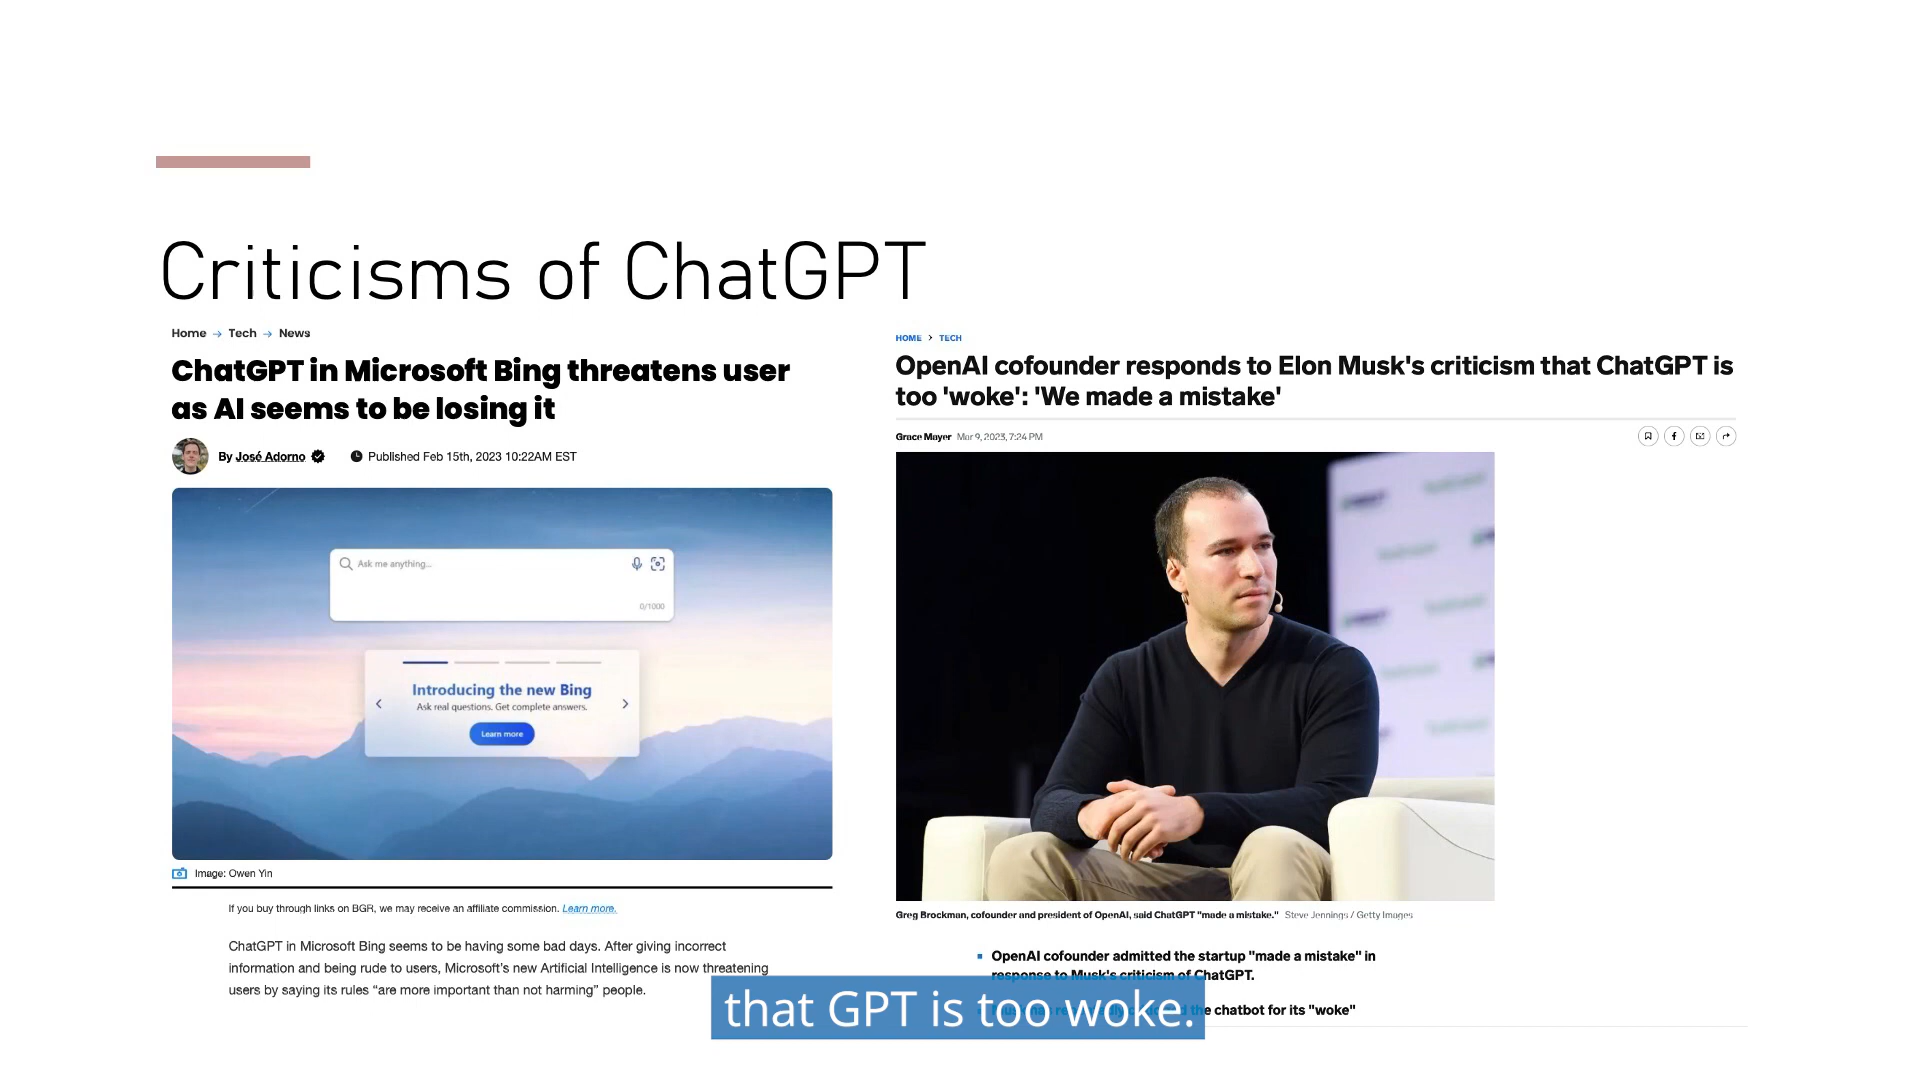 Criticisms of ChatGPT
Home → Tech → News
ChatGPT in Microsoft Bing threatens user
as AI seems to be losing it
By José Adorno
Published Feb 15th, 2023 10:22AM EST
Ask me anything...
0/1000
Introducing the new Bing
Ask real questions. Get complete answers.
Learn more
Image: Owen Yin
If you buy through links on BGR, we may receive an affiliate commission. Learn more.
ChatGPT in Microsoft Bing seems to be having some bad days. After giving incorrect
information and being rude to users, Microsoft's new Artificial Intelligence is now threatening
users by saying its rules “are more important than not harming” people.
HOME > TECH
OpenAI cofounder responds to Elon Musk's criticism that ChatGPT is
too 'woke': 'We made a mistake'
Grace Mayer Mar 9, 2023, 7:24 PM
Greg Brockman, cofounder and president of OpenAI, said ChatGPT "made a mistake." Steve Jennings / Getty Images
OpenAI cofounder admitted the startup "made a mistake" in
response to Musk's criticism of ChatGPT.
the chatbot for its "woke"
that GPT is too woke.